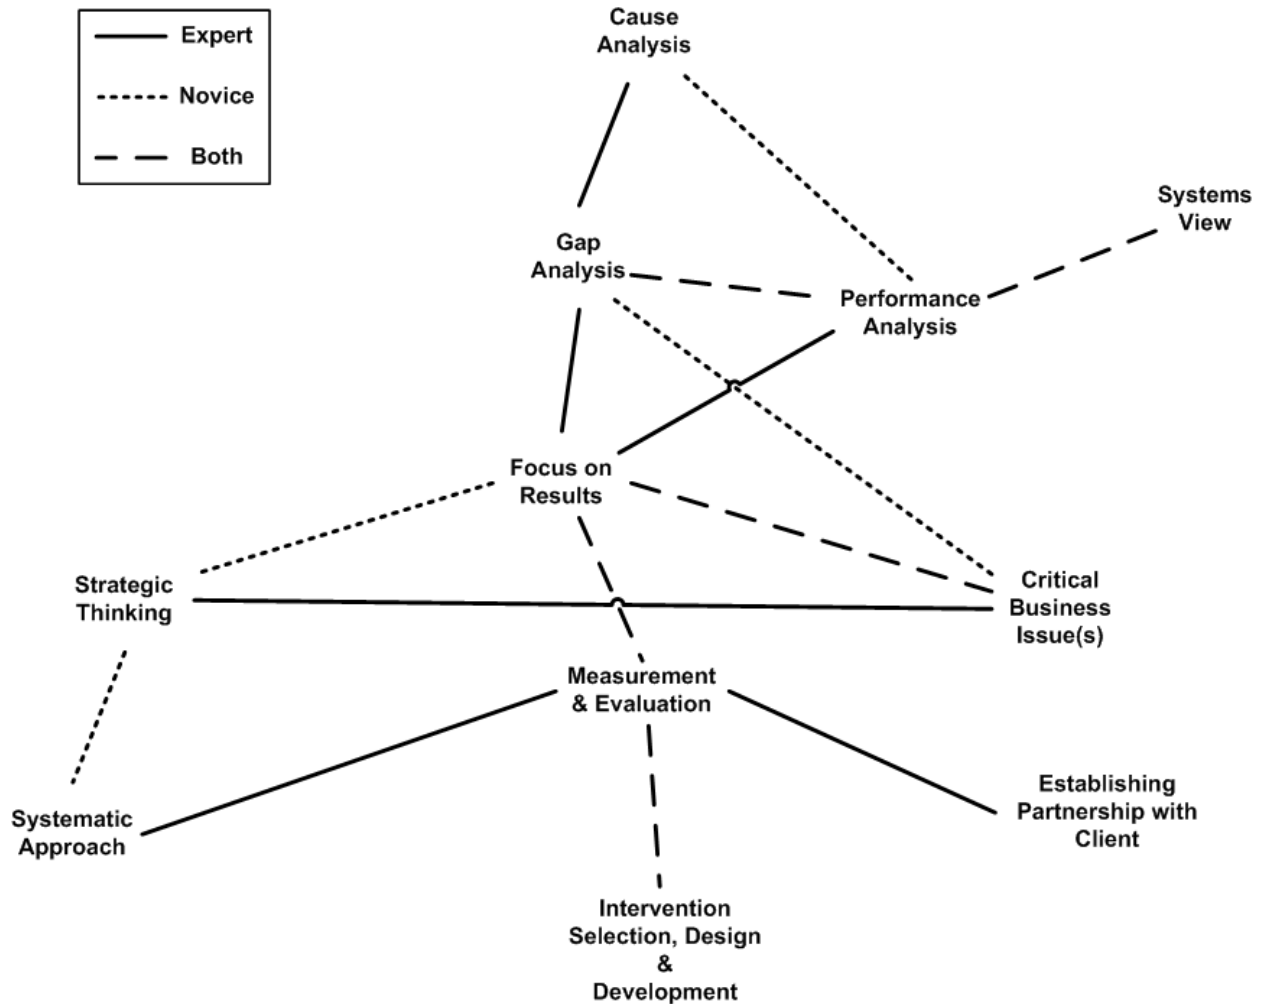 Expert
Novice
Both
Cause
Analysis
Systems
View
Gap
Analysis
Performance
Analysis
Focus on
Results
Strategic
Thinking
Critical
Business
Issue(s)
Measurement
& Evaluation
Systematic
Approach
Establishing
Partnership with
Client
Intervention
Selection, Design
&
Development